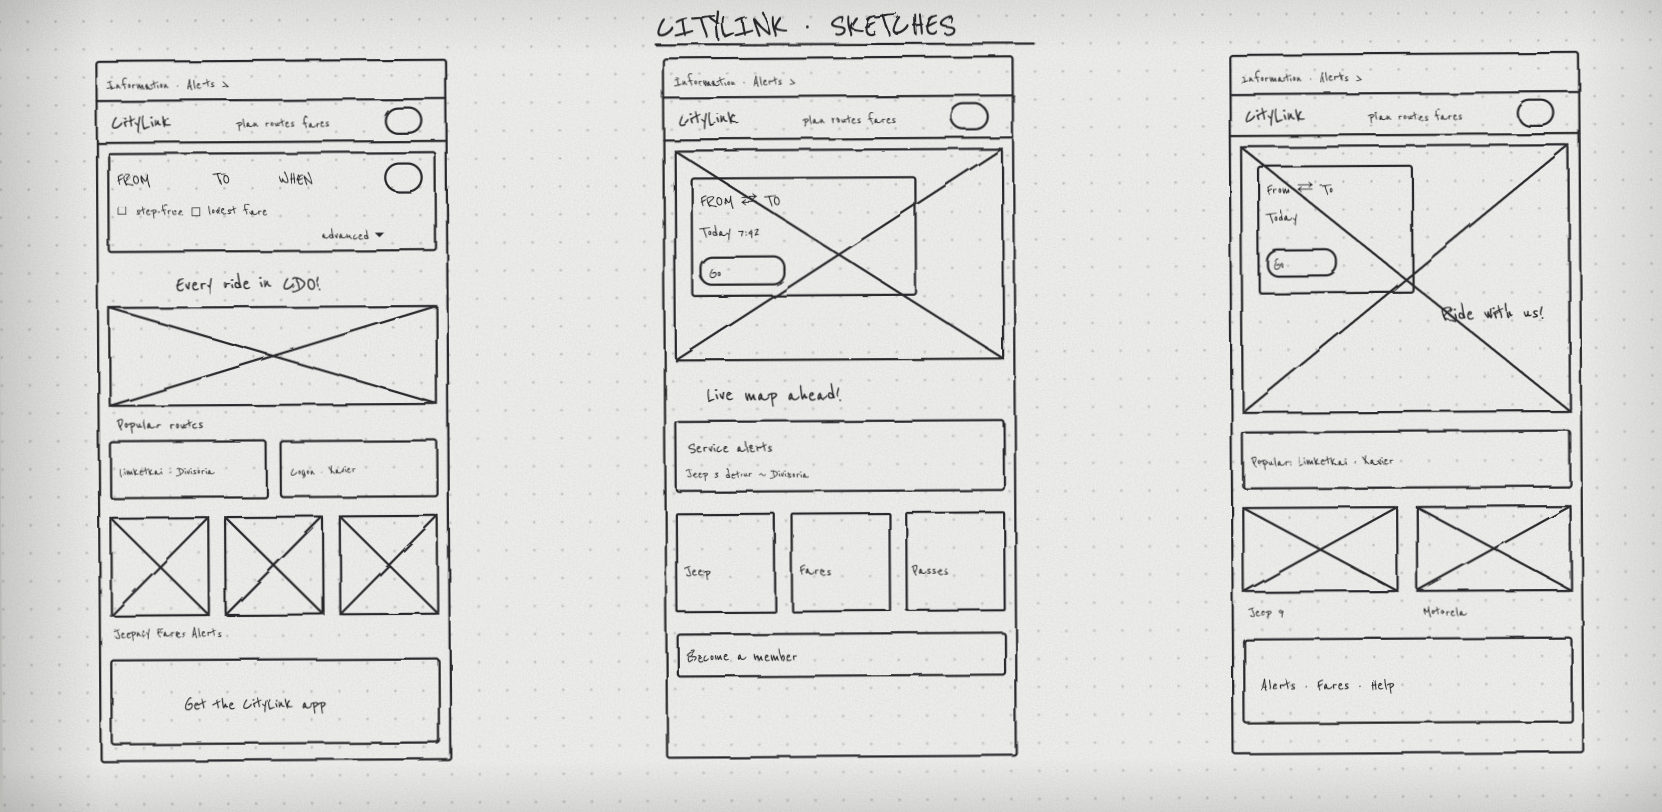 CITYLINK · SKETCHES
Information · Alerts >
CityLink plan routes fares
FROM TO WHEN
step-free lowest fare
advanced
Every ride in CDO!
Popular routes
Limketkai · Divisoria Cogon · Xavier
Jeepney Fares Alerts
Get the CityLink app
Information · Alerts >
CityLink plan routes fares
FROM ⇄ TO
Today 7:42
Go
Live map ahead!
Service alerts
Jeep 3 detour ~ Divisoria
Jeep Fares Passes
Become a member
Information · Alerts >
CityLink plan routes fares
From ⇄ To
Today
Go
Ride with us!
Popular: Limketkai · Xavier
Jeep 9 Motorela
Alerts · Fares · Help